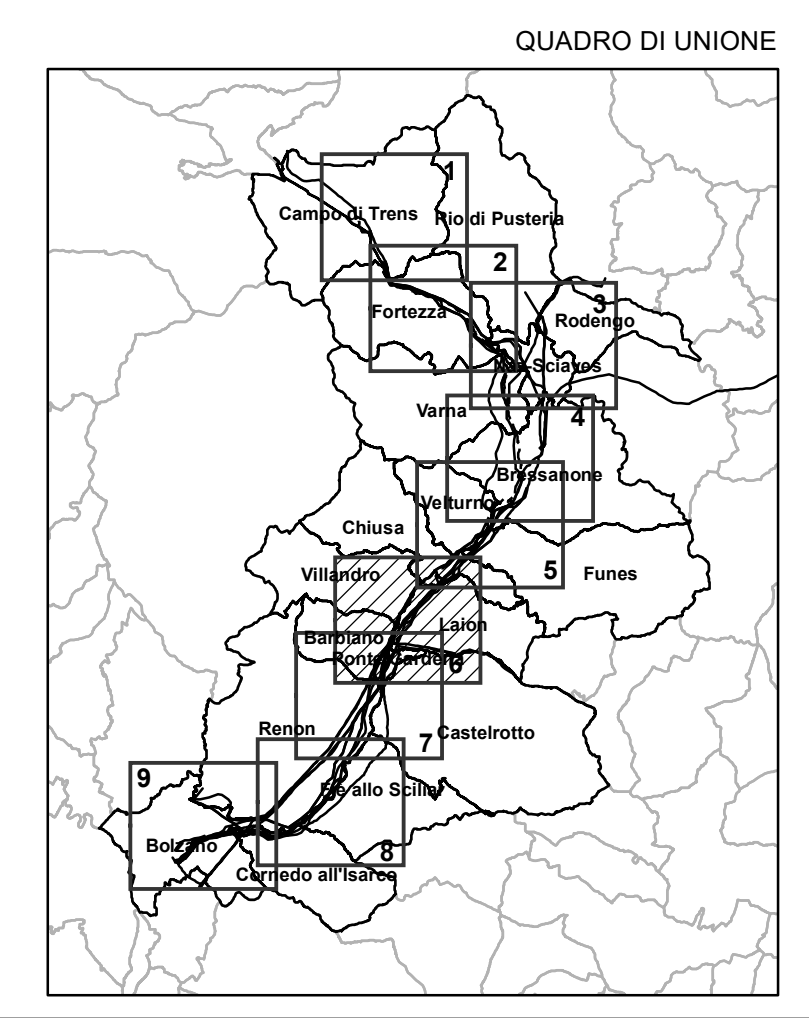 QUADRO DI UNIONE
1
Campo di Trens
Rio di Pusteria
2
3
Fortezza
Rodengo
Naz-Sciaves
Varna
4
Bressanone
Velturno
Chiusa
5
Villandro
Funes
Laion
Barbiano
Ponte Gardena
6
Renon
7
Castelrotto
9
Fie allo Sciliar
Bolzano
8
Cornedo all'Isarco